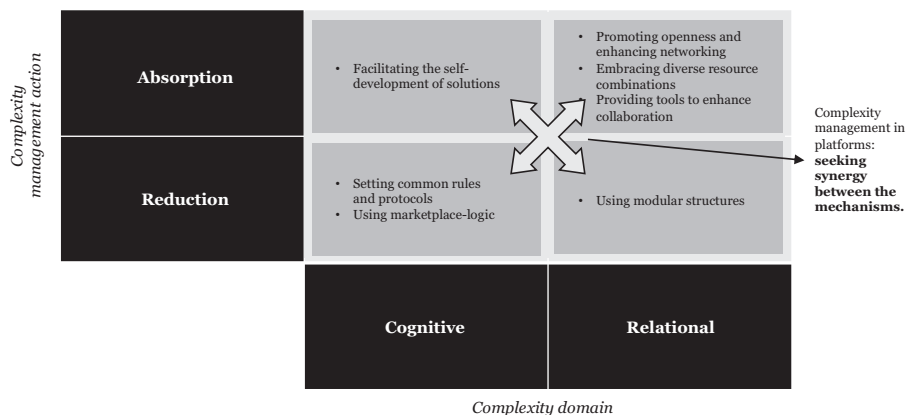 Complexity
management action
Absorption
• Facilitating the self-
development of solutions
• Promoting openness and
enhancing networking
• Embracing diverse resource
combinations
• Providing tools to enhance
collaboration
Complexity
management in
platforms:
seeking
synergy
between the
mechanisms.
Reduction
• Setting common rules
and protocols
• Using marketplace-logic
• Using modular structures
Cognitive
Relational
Complexity domain